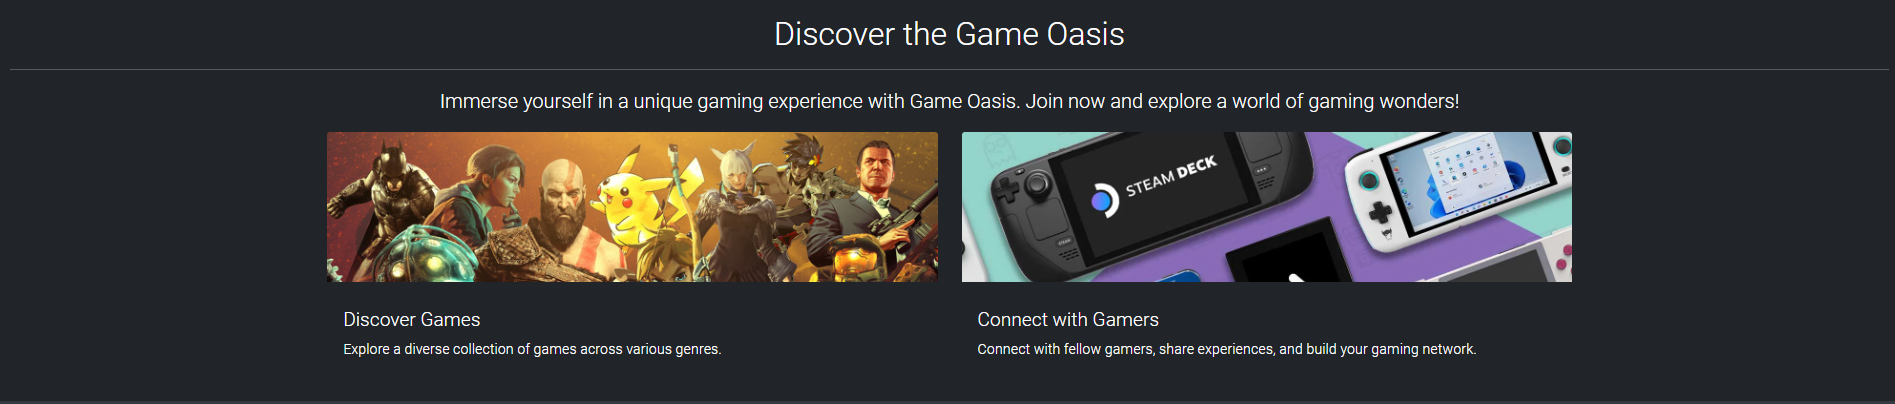 Discover the Game Oasis
Immerse yourself in a unique gaming experience with Game Oasis. Join now and explore a world of gaming wonders!
STEAM DECK
STEAM
Discover Games
Explore a diverse collection of games across various genres.
Connect with Gamers
Connect with fellow gamers, share experiences, and build your gaming network.